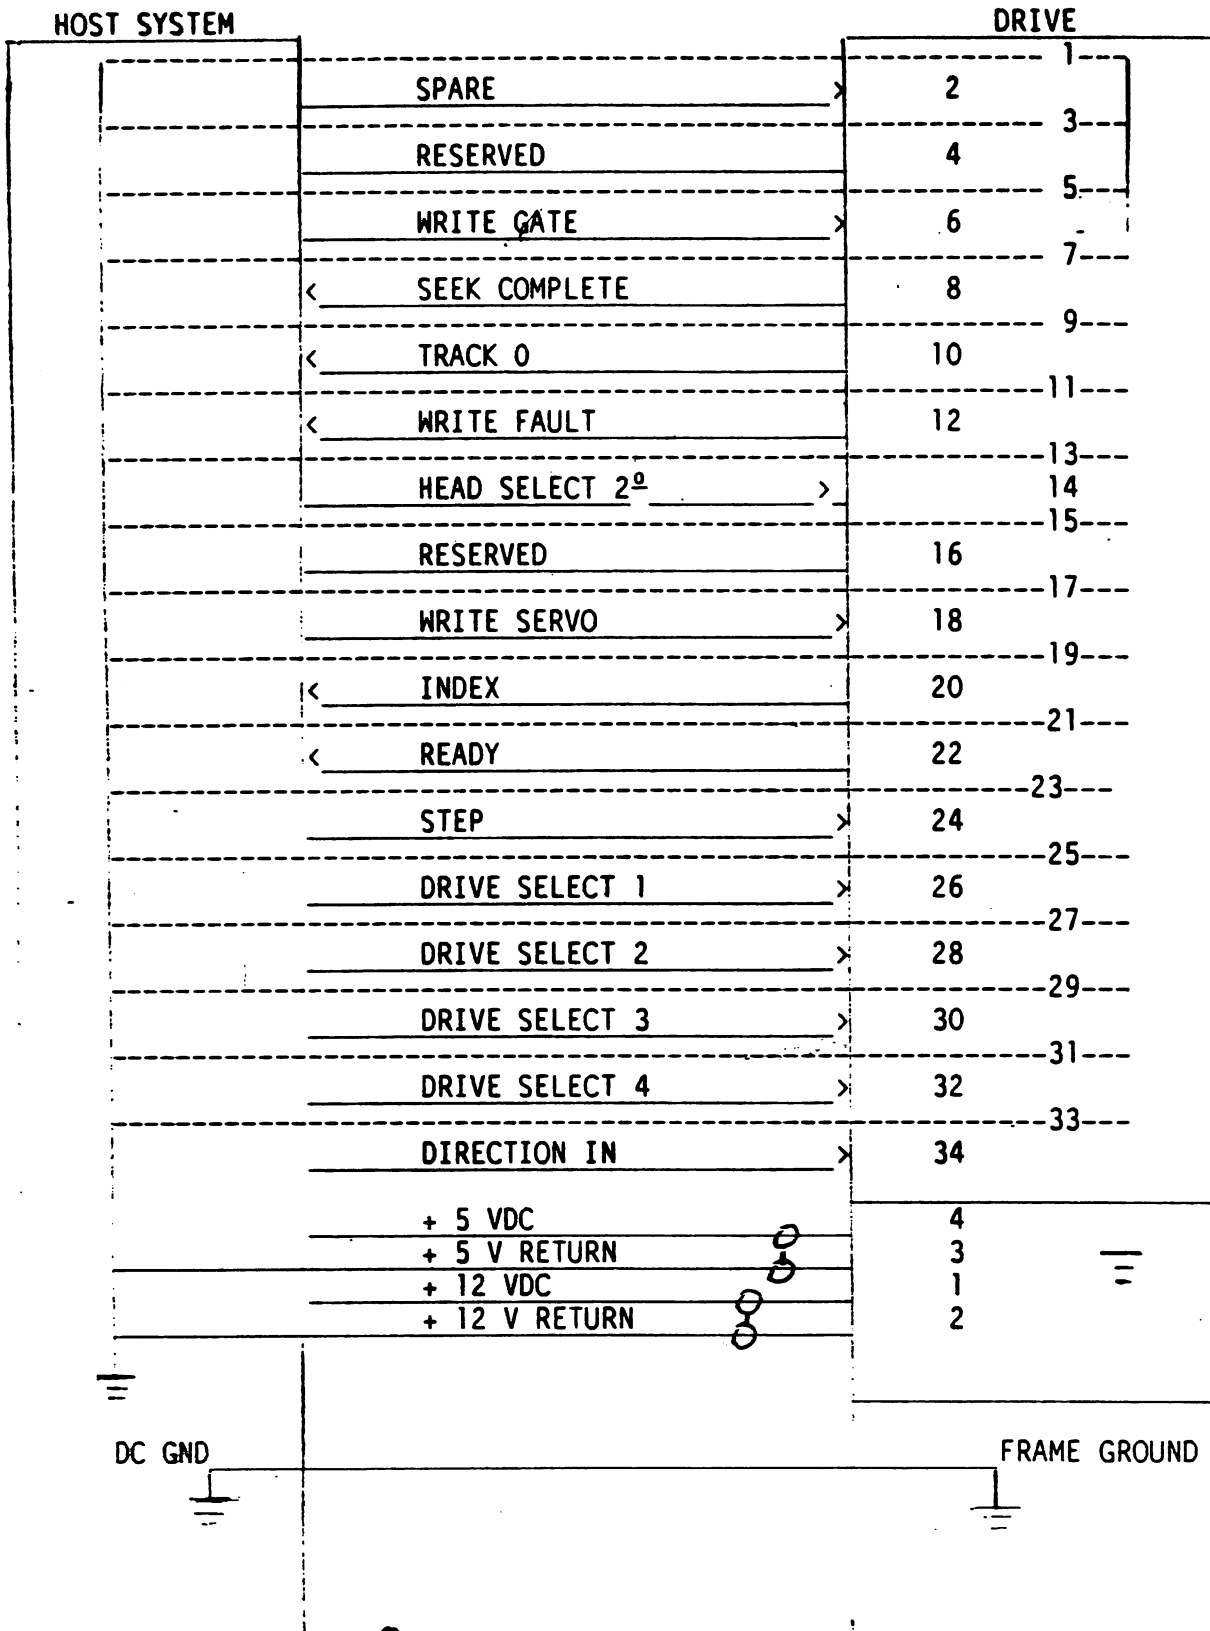 HOST SYSTEM DRIVE
1
SPARE 2
3
RESERVED 4
5
WRITE GATE 6
7
SEEK COMPLETE 8
9
TRACK 0 10
11
WRITE FAULT 12
13
HEAD SELECT 2⁰ 14
15
RESERVED 16
17
WRITE SERVO 18
19
INDEX 20
21
READY 22
23
STEP 24
25
DRIVE SELECT 1 26
27
DRIVE SELECT 2 28
29
DRIVE SELECT 3 30
31
DRIVE SELECT 4 32
33
DIRECTION IN 34
+ 5 VDC 4
+ 5 V RETURN 3
+ 12 VDC 1
+ 12 V RETURN 2
DC GND FRAME GROUND